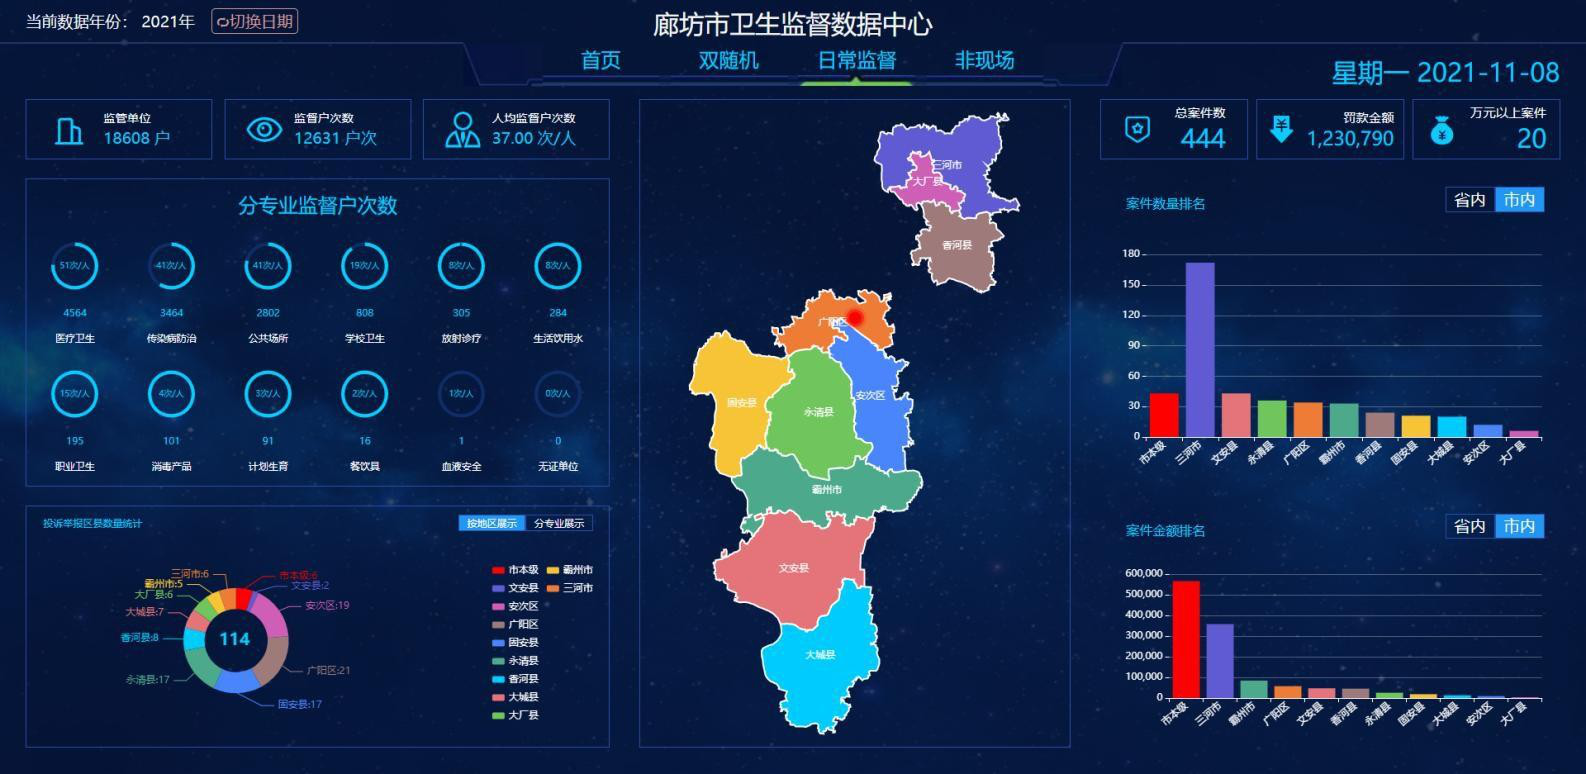 当前数据年份： 2021年 切换日期
廊坊市卫生监督数据中心
首页 双随机 日常监督 非现场
星期一 2021-11-08
监管单位
18608 户
监督户次数
12631 户次
人均监督户次数
37.00 次/人
分专业监督户次数
51次/人 41次/人 41次/人 19次/人 8次/人 8次/人
4564 3464 2802 808 305 284
医疗卫生 传染病防治 公共场所 学校卫生 放射诊疗 生活饮用水
15次/人 4次/人 3次/人 2次/人 1次/人 0次/人
195 101 91 16 1 0
职业卫生 消毒产品 计划生育 餐饮具 血液安全 无证单位
投诉举报区县数量统计
按地区展示 分专业展示
三河市:6
霸州市:5
大厂县:6
大城县:7
香河县:8
永清县:17
市本级:6
文安县:2
安次区:19
广阳区:21
固安县:17
114
市本级 霸州市
文安县 三河市
安次区
广阳区
固安县
永清县
香河县
大城县
大厂县
三河市
大厂县
香河县
广阳区
安次区
固安县
永清县
霸州市
文安县
大城县
总案件数
444
罚款金额
1,230,790
万元以上案件
20
案件数量排名
省内 市内
180
150
120
90
60
30
0
市本级 三河市 文安县 永清县 广阳区 霸州市 香河县 固安县 大城县 安次区 大厂县
案件金额排名
省内 市内
600,000
500,000
400,000
300,000
200,000
100,000
0
市本级 三河市 霸州市 广阳区 文安县 香河县 永清县 固安县 大城县 安次区 大厂县